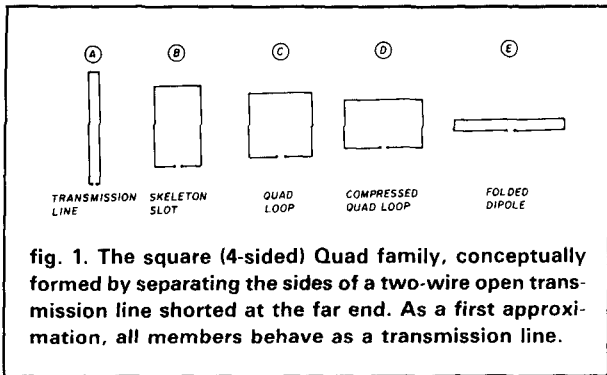 A B C D E
TRANSMISSION LINE
SKELETON SLOT
QUAD LOOP
COMPRESSED QUAD LOOP
FOLDED DIPOLE
fig. 1. The square (4-sided) Quad family, conceptually
formed by separating the sides of a two-wire open trans-
mission line shorted at the far end. As a first approxi-
mation, all members behave as a transmission line.